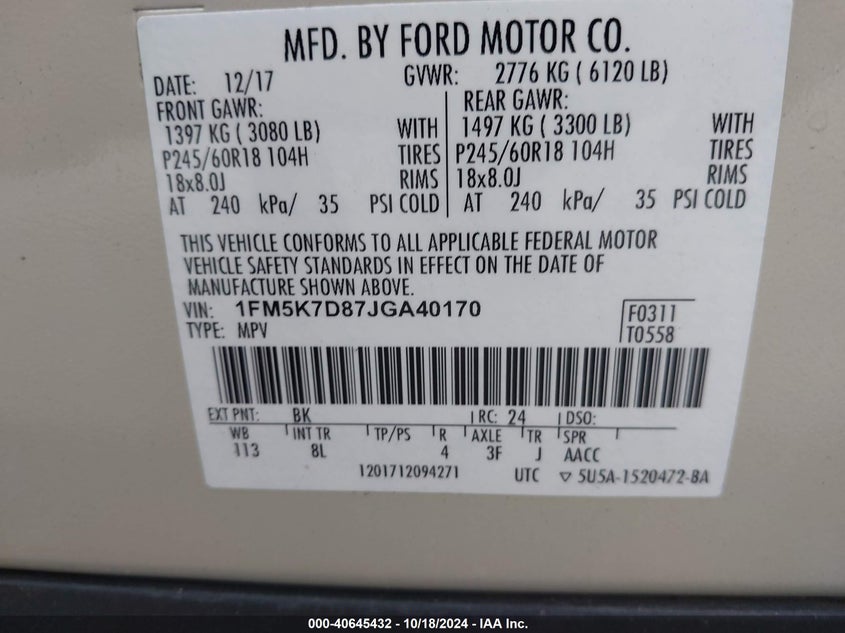 MFD. BY FORD MOTOR CO.
DATE: 12/17 GVWR: 2776 KG ( 6120 LB)
FRONT GAWR: REAR GAWR:
1397 KG ( 3080 LB) WITH 1497 KG ( 3300 LB) WITH
P245/60R18 104H TIRES P245/60R18 104H TIRES
18x8.0J RIMS 18x8.0J RIMS
AT 240 kPa/ 35 PSI COLD AT 240 kPa/ 35 PSI COLD
THIS VEHICLE CONFORMS TO ALL APPLICABLE FEDERAL MOTOR
VEHICLE SAFETY STANDARDS IN EFFECT ON THE DATE OF
MANUFACTURE SHOWN ABOVE.
VIN: 1FM5K7D87JGA40170 F0311
TYPE: MPV T0558
EXT PNT: BK RC: 24 DSO:
WB INT TR TP/PS R AXLE TR SPR
113 8L 4 3F J AACC
1201712094271 UTC ▽ 5U5A-1520472-BA
000-40645432 - 10/18/2024 - IAA Inc.